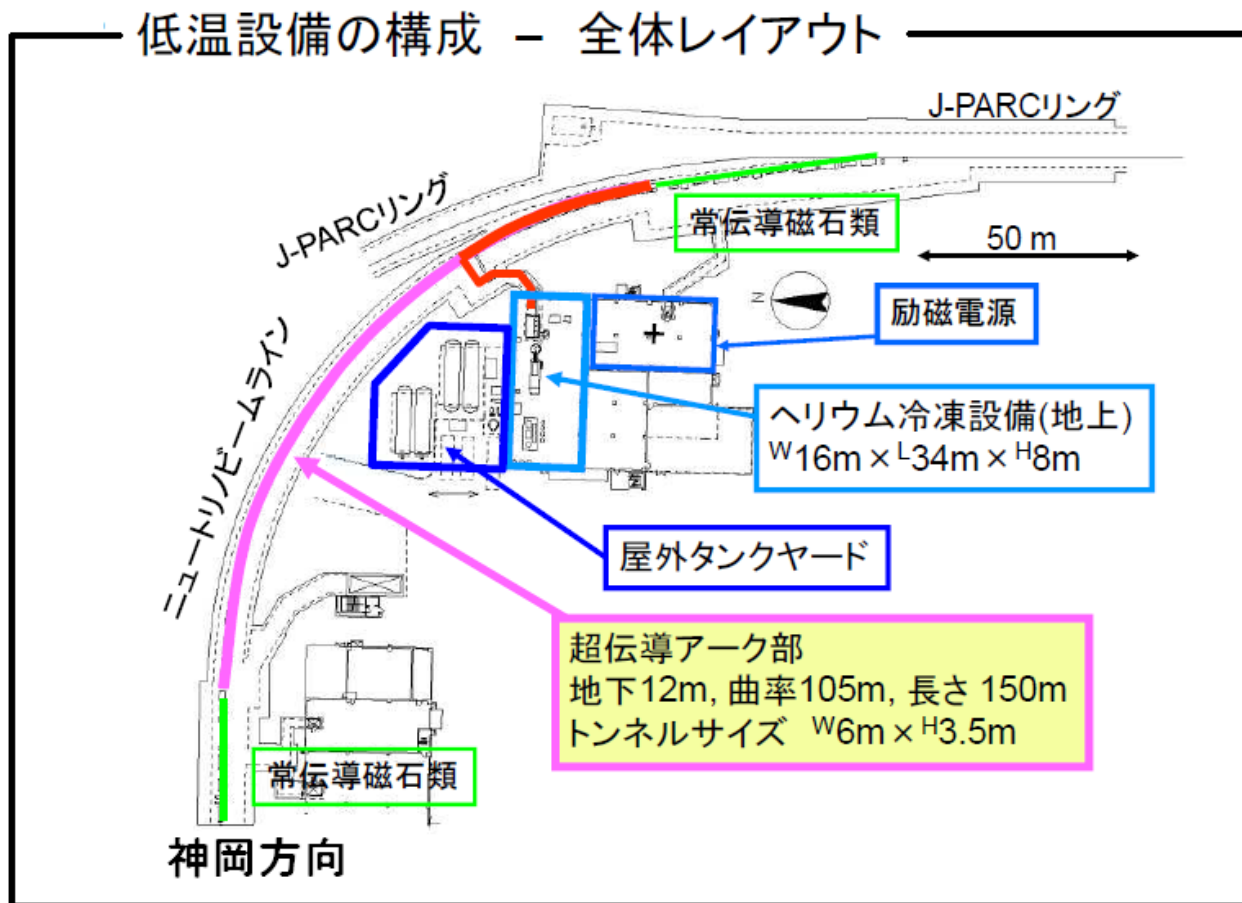 低温設備の構成 － 全体レイアウト
J-PARCリング
J-PARCリング
常伝導磁石類
50 m
N
励磁電源
ヘリウム冷凍設備(地上)
W16m × L34m × H8m
ニュートリノビームライン
屋外タンクヤード
超伝導アーク部
地下12m, 曲率105m, 長さ 150m
トンネルサイズ W6m × H3.5m
常伝導磁石類
神岡方向